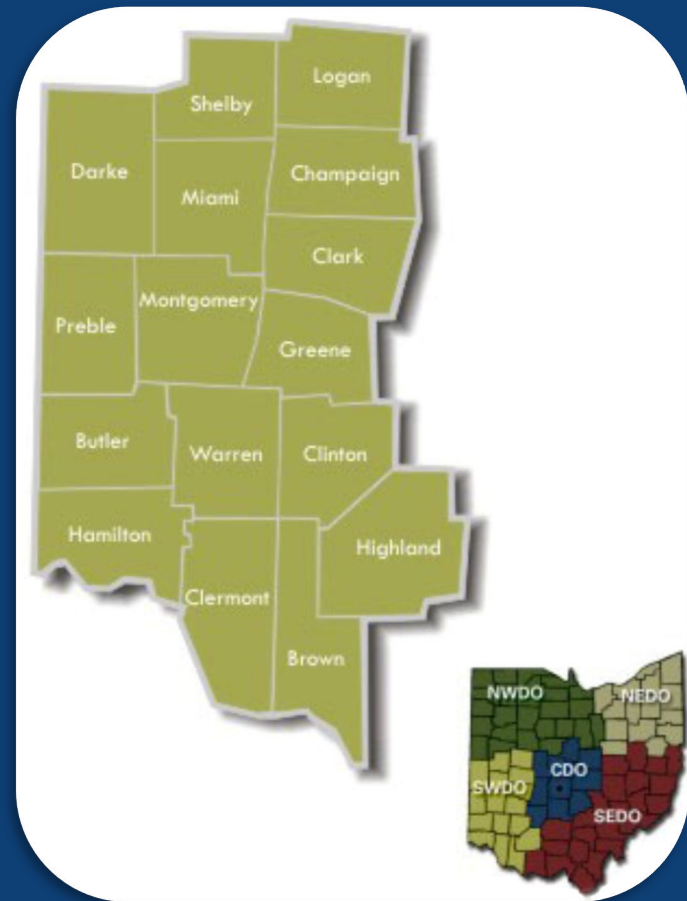 Logan
Shelby
Darke
Champaign
Miami
Clark
Montgomery
Preble
Greene
Butler
Warren
Clinton
Hamilton
Highland
Clermont
Brown
NWDO
NEDO
CDO
SWDO
SEDO